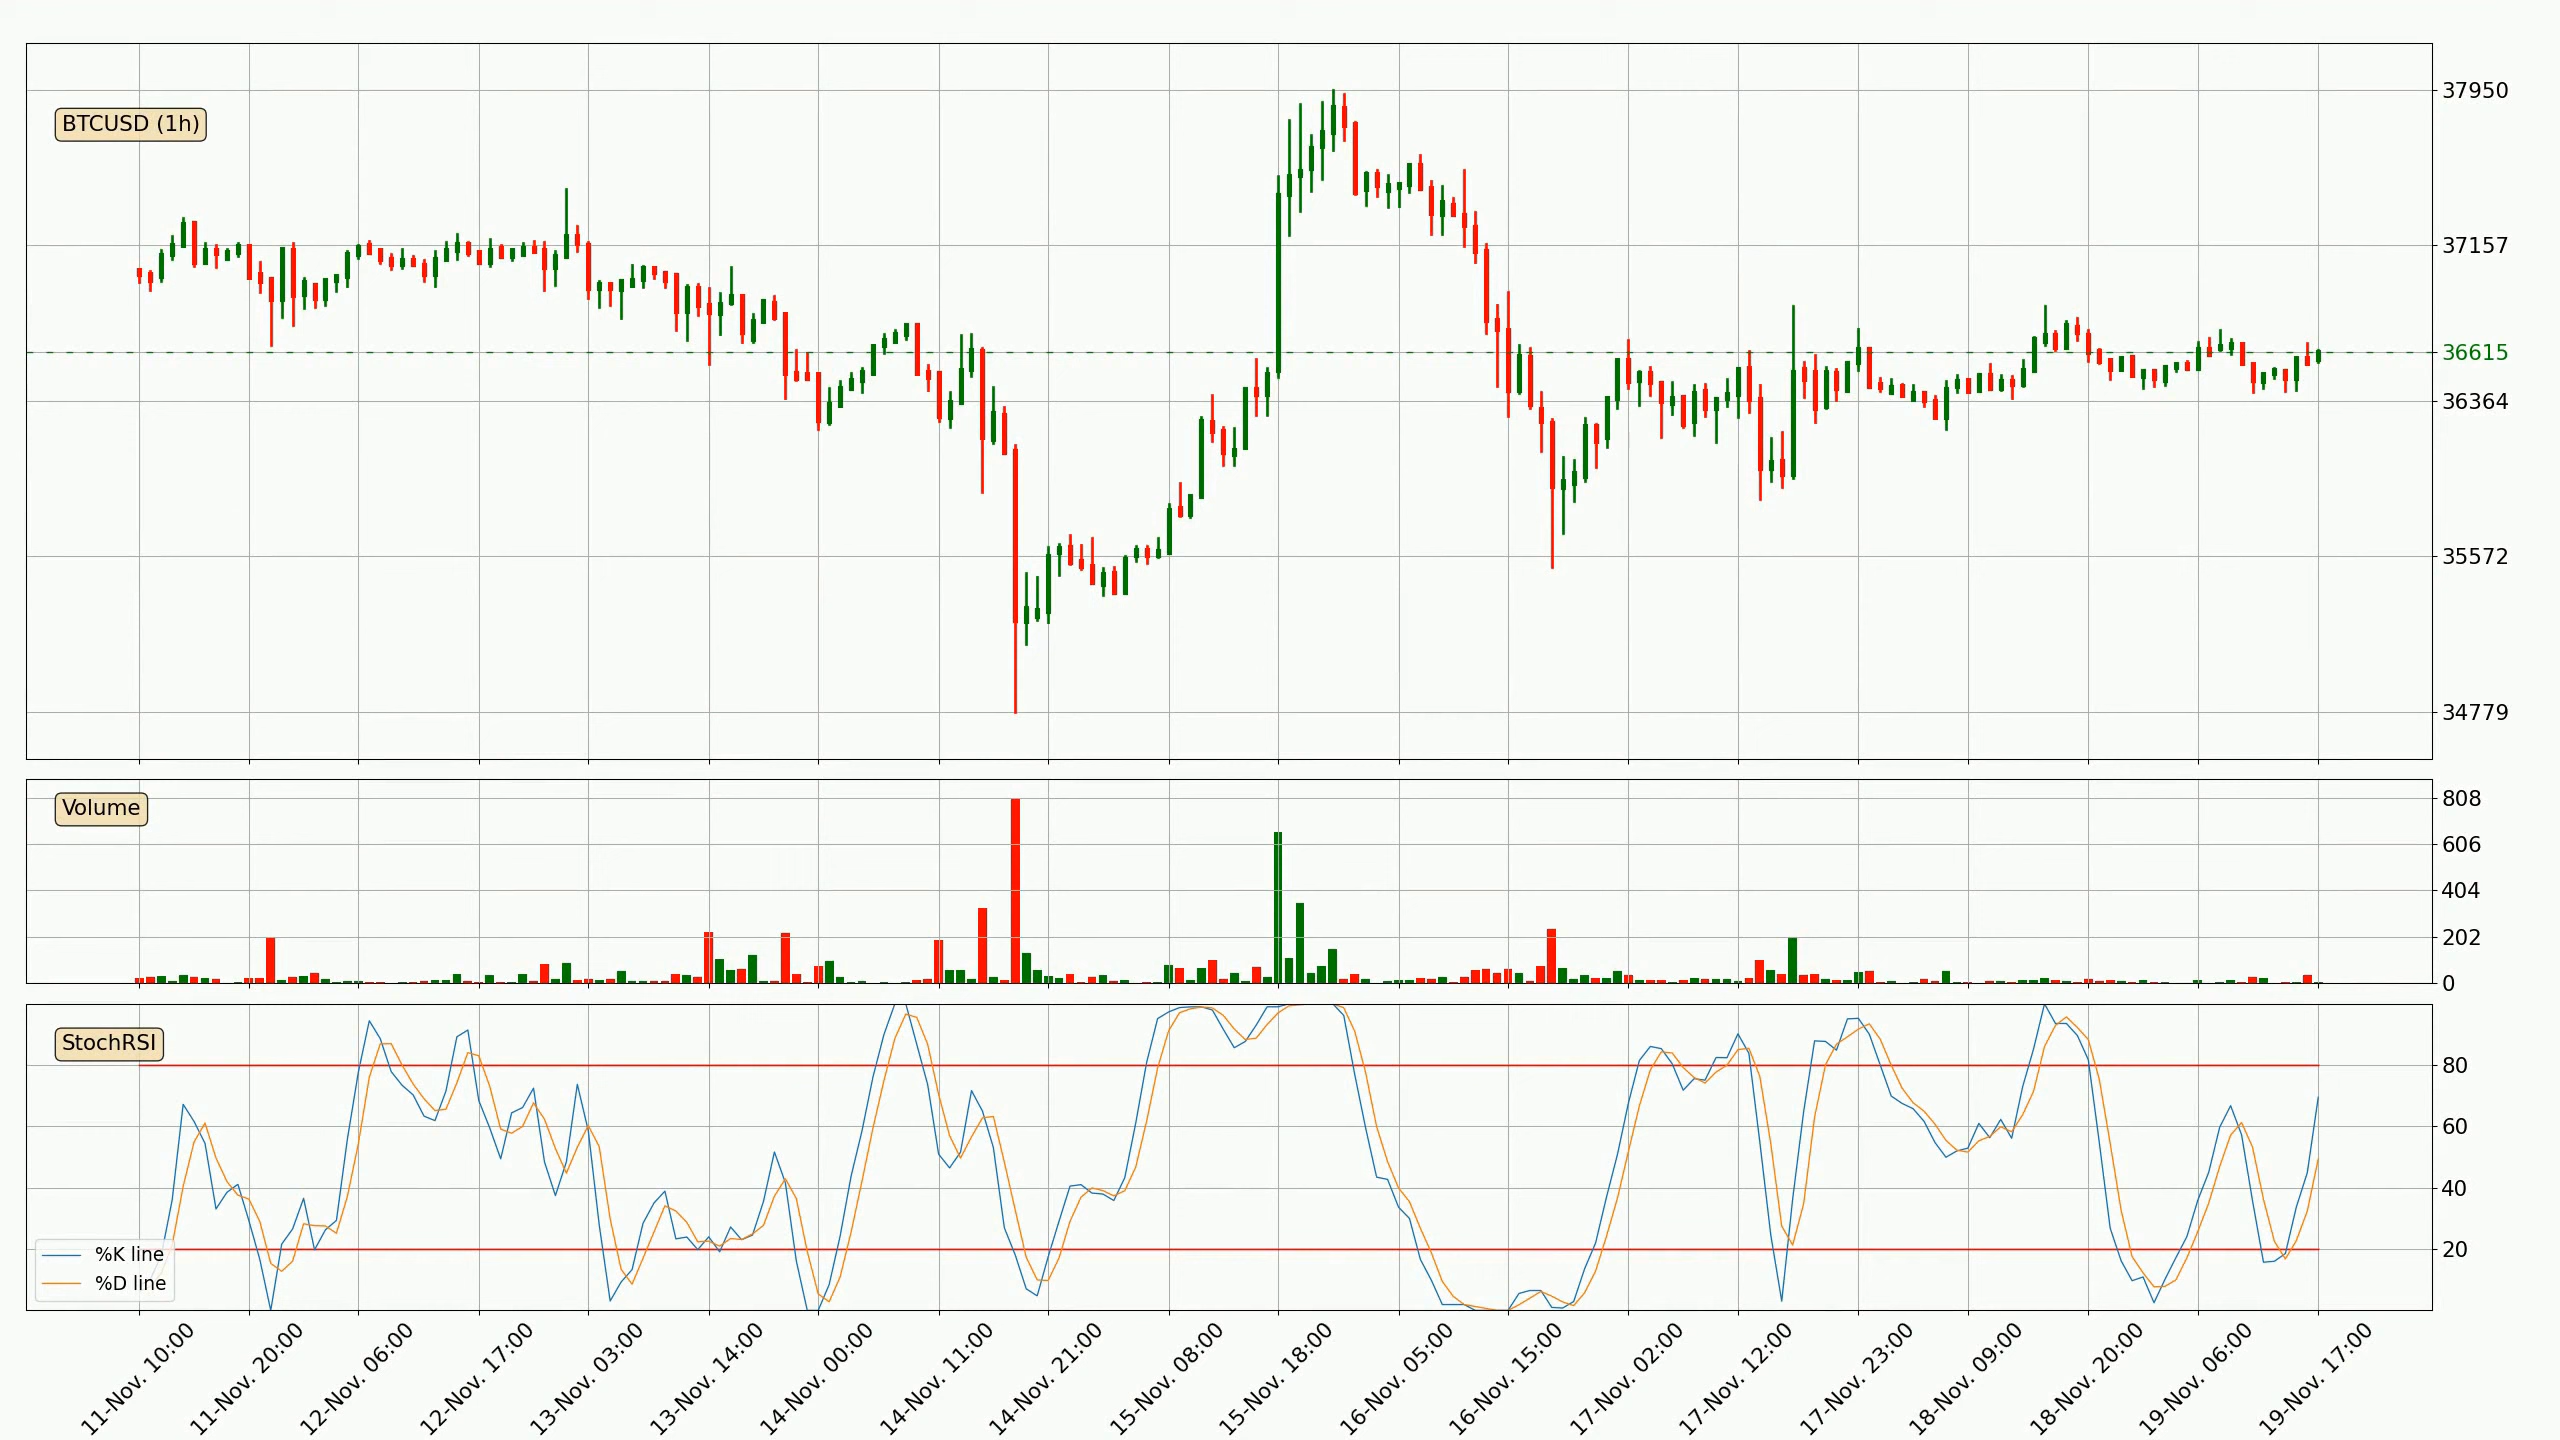 BTCUSD (1h)
37950
37157
36615
36364
35572
34779
Volume
808
606
404
202
0
StochRSI
80
60
40
20
%K line
%D line
11-Nov. 10:00
11-Nov. 20:00
12-Nov. 06:00
12-Nov. 17:00
13-Nov. 03:00
13-Nov. 14:00
14-Nov. 00:00
14-Nov. 11:00
14-Nov. 21:00
15-Nov. 08:00
15-Nov. 18:00
16-Nov. 05:00
16-Nov. 15:00
17-Nov. 02:00
17-Nov. 12:00
17-Nov. 23:00
18-Nov. 09:00
18-Nov. 20:00
19-Nov. 06:00
19-Nov. 17:00